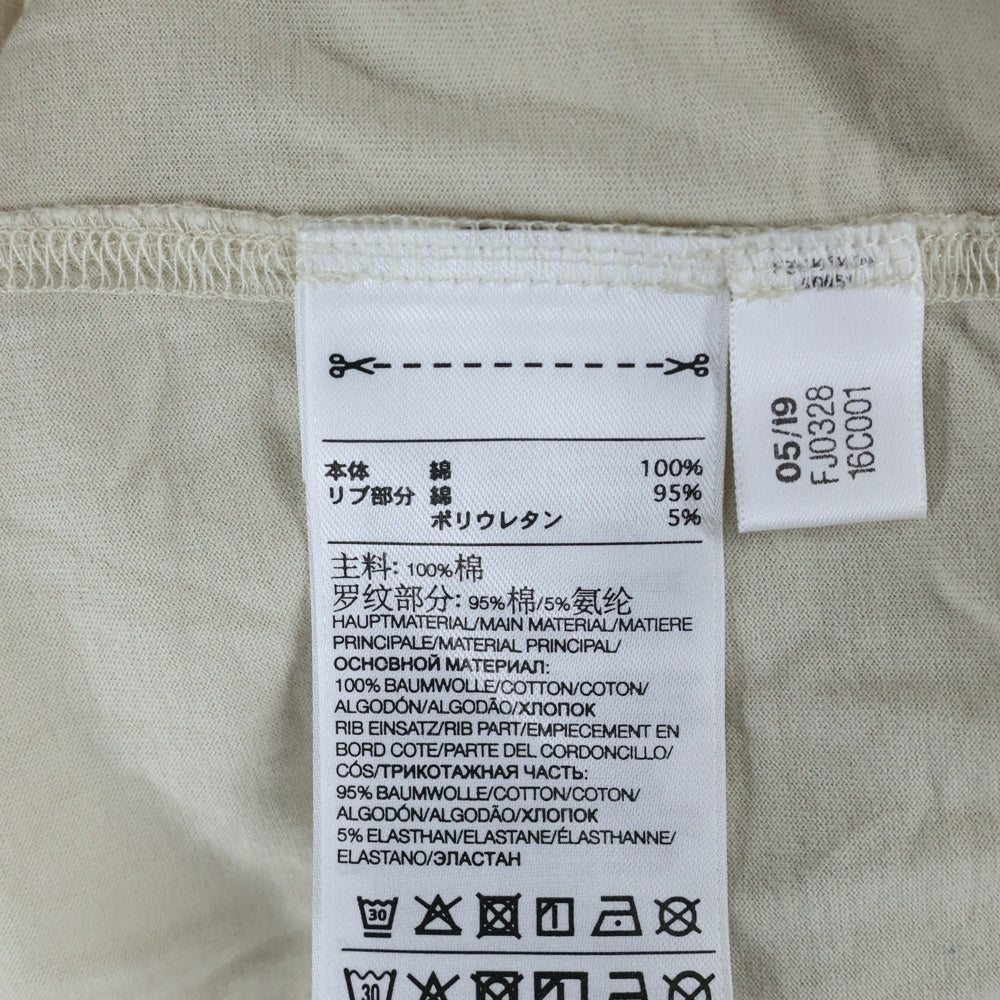 本体 綿 100%
リブ部分 綿 95%
ポリウレタン 5%
主料: 100%棉
罗纹部分: 95%棉/5%氨纶
HAUPTMATERIAL/MAIN MATERIAL/MATIERE
PRINCIPALE/MATERIAL PRINCIPAL/
ОСНОВНОЙ МАТЕРИАЛ:
100% BAUMWOLLE/COTTON/COTON/
ALGODÓN/ALGODÃO/ХЛОПОК
RIB EINSATZ/RIB PART/EMPIECEMENT EN
BORD COTE/PARTE DEL CORDONCILLO/
CÓS/ТРИКОТАЖНАЯ ЧАСТЬ:
95% BAUMWOLLE/COTTON/COTON/
ALGODÓN/ALGODÃO/ХЛОПОК
5% ELASTHAN/ELASTANE/ÉLASTHANNE/
ELASTANO/ЭЛАСТАН
30
30
05/19
FJ0328
16C001